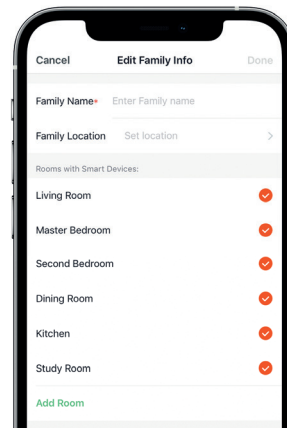 Cancel Edit Family Info Done
Family Name* Enter Family name
Family Location Set location
Rooms with Smart Devices:
Living Room
Master Bedroom
Second Bedroom
Dining Room
Kitchen
Study Room
Add Room